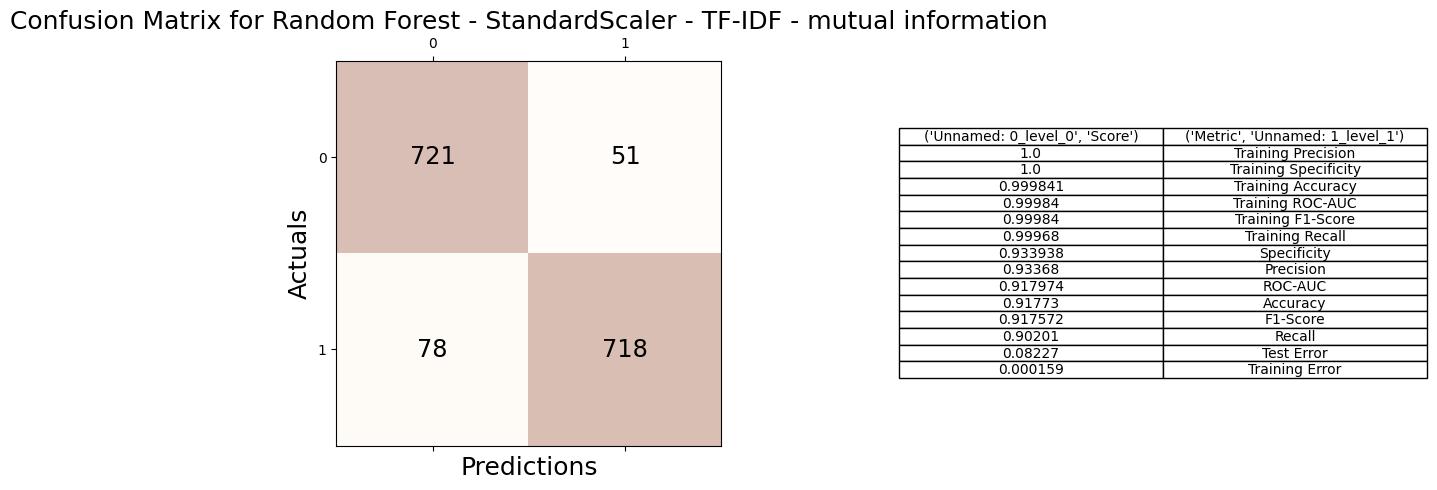 Confusion Matrix for Random Forest - StandardScaler - TF-IDF - mutual information
0 1
0 721 51
1 78 718
Actuals
Predictions
('Unnamed: 0_level_0', 'Score') ('Metric', 'Unnamed: 1_level_1')
1.0 Training Precision
1.0 Training Specificity
0.999841 Training Accuracy
0.99984 Training ROC-AUC
0.99984 Training F1-Score
0.99968 Training Recall
0.933938 Specificity
0.93368 Precision
0.917974 ROC-AUC
0.91773 Accuracy
0.917572 F1-Score
0.90201 Recall
0.08227 Test Error
0.000159 Training Error